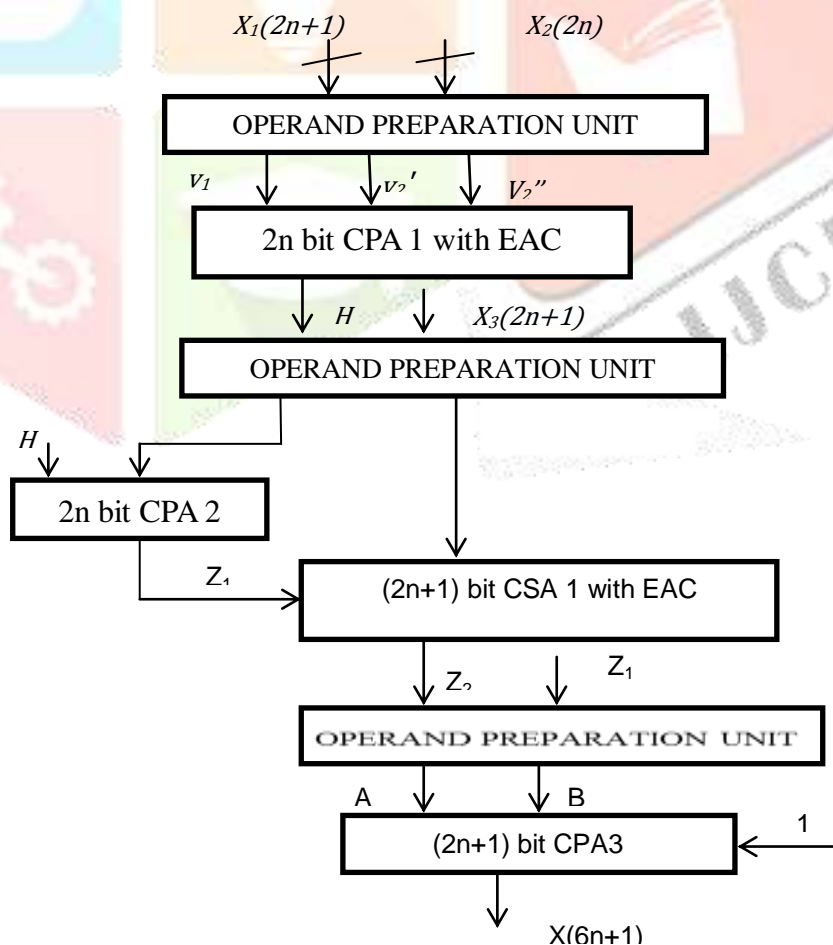 X₁(2n+1) X₂(2n)
OPERAND PREPARATION UNIT
v₁ v₂' V₂''
2n bit CPA 1 with EAC
H X₃(2n+1)
OPERAND PREPARATION UNIT
H
2n bit CPA 2
Z₁
(2n+1) bit CSA 1 with EAC
Z₂ Z₁
OPERAND PREPARATION UNIT
A B
1
(2n+1) bit CPA3
X(6n+1)